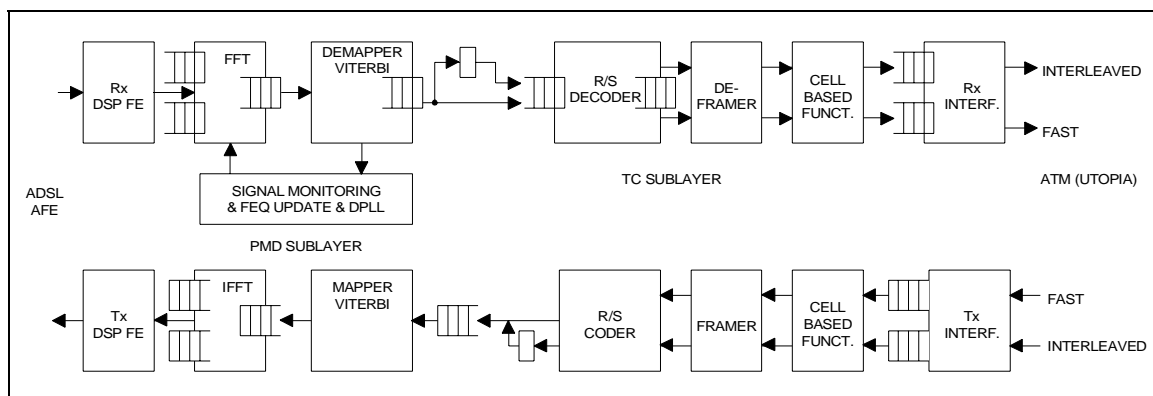 Rx
DSP FE
FFT
DEMAPPER
VITERBI
R/S
DECODER
DE-
FRAMER
CELL
BASED
FUNCT.
Rx
INTERF.
INTERLEAVED
FAST
SIGNAL MONITORING
& FEQ UPDATE & DPLL
TC SUBLAYER
ATM (UTOPIA)
ADSL
AFE
PMD SUBLAYER
Tx
DSP FE
IFFT
MAPPER
VITERBI
R/S
CODER
FRAMER
CELL
BASED
FUNCT.
Tx
INTERF.
FAST
INTERLEAVED